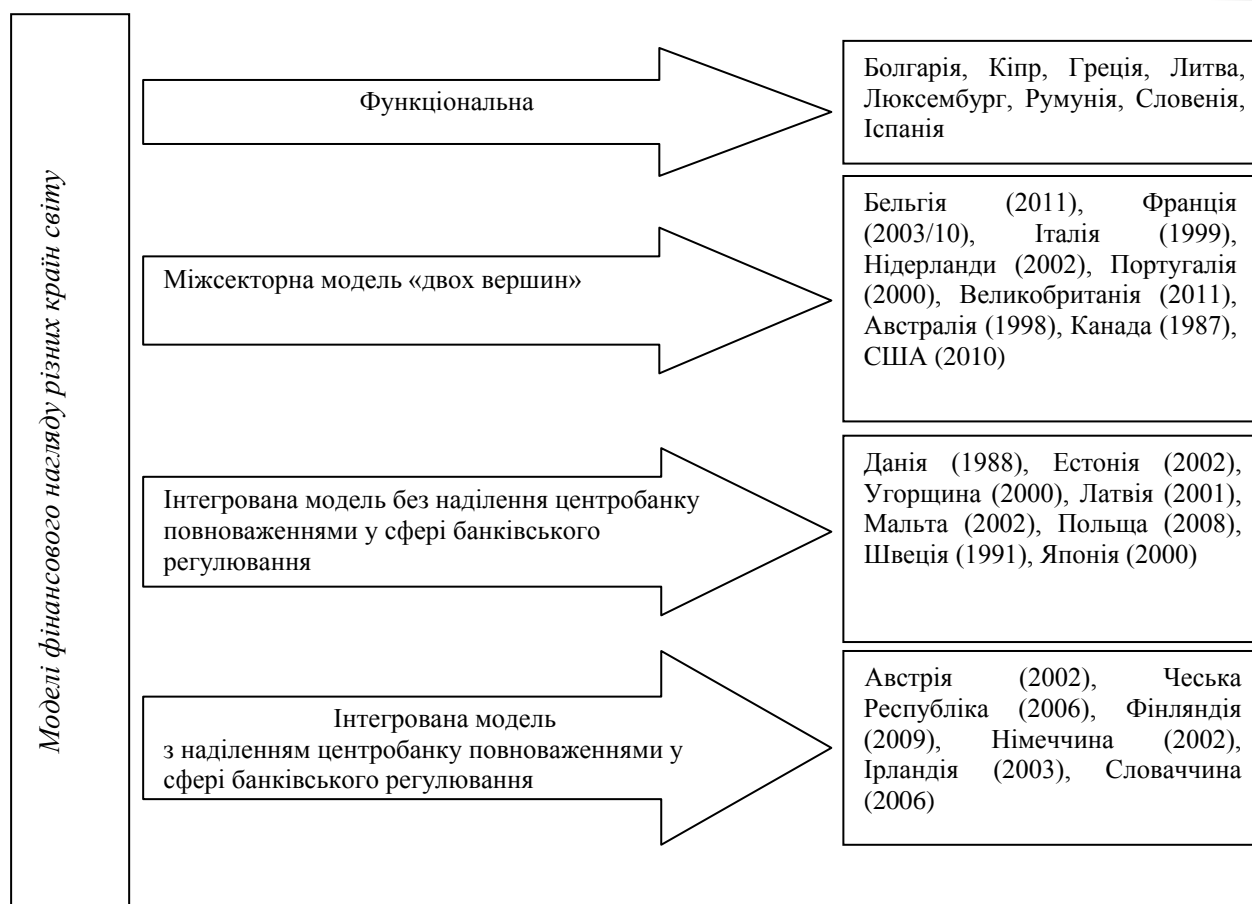 Моделі фінансового нагляду різних країн світу
Функціональна
Болгарія, Кіпр, Греція, Литва,
Люксембург, Румунія, Словенія,
Іспанія
Міжсекторна модель «двох вершин»
Бельгія (2011), Франція
(2003/10), Італія (1999),
Нідерланди (2002), Португалія
(2000), Великобританія (2011),
Австралія (1998), Канада (1987),
США (2010)
Інтегрована модель без наділення центробанку
повноваженнями у сфері банківського
регулювання
Данія (1988), Естонія (2002),
Угорщина (2000), Латвія (2001),
Мальта (2002), Польща (2008),
Швеція (1991), Японія (2000)
Інтегрована модель
з наділенням центробанку повноваженнями у
сфері банківського регулювання
Австрія (2002), Чеська
Республіка (2006), Фінляндія
(2009), Німеччина (2002),
Ірландія (2003), Словаччина
(2006)